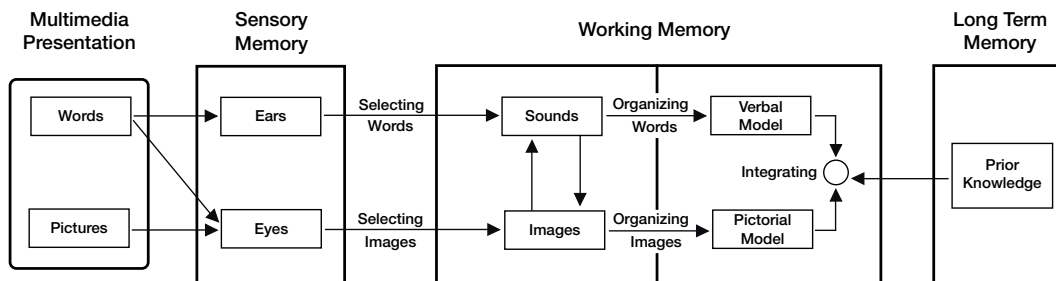 Multimedia
Presentation
Sensory
Memory
Working Memory
Long Term
Memory
Words
Pictures
Ears
Eyes
Selecting
Words
Selecting
Images
Sounds
Images
Organizing
Words
Organizing
Images
Verbal
Model
Integrating
Pictorial
Model
Prior
Knowledge